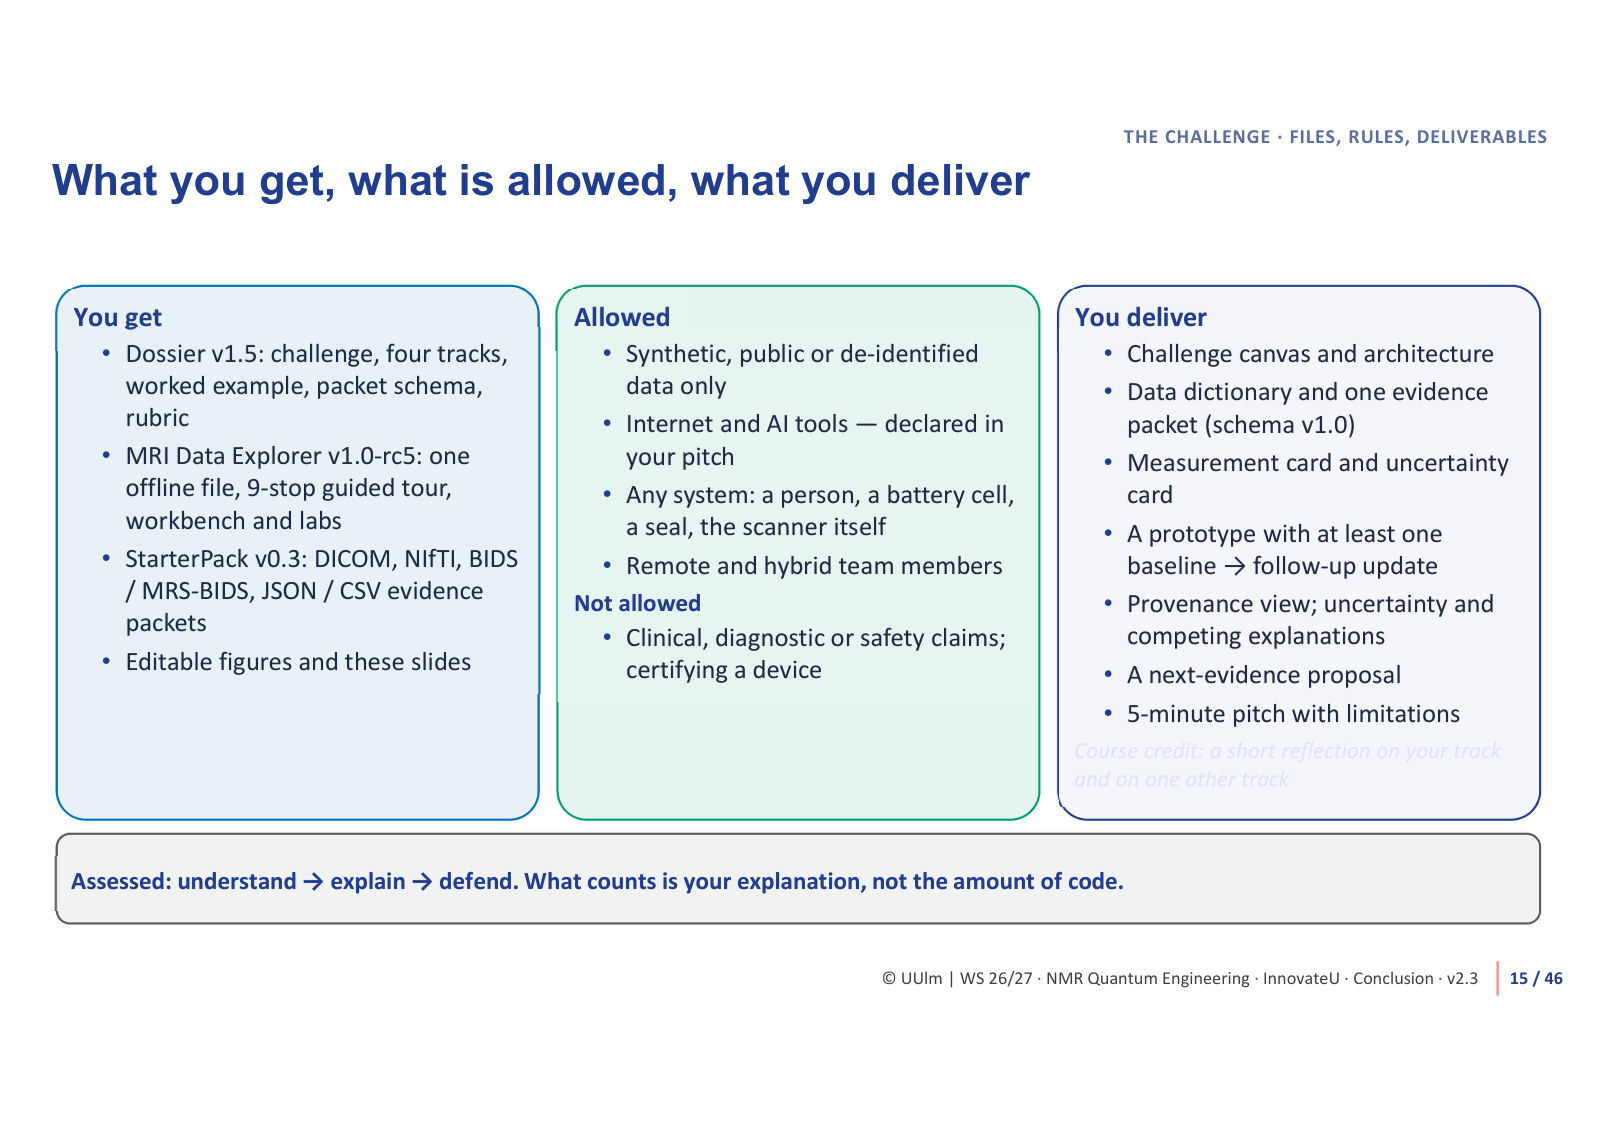 THE CHALLENGE · FILES, RULES, DELIVERABLES
What you get, what is allowed, what you deliver
You get
• Dossier v1.5: challenge, four tracks,
worked example, packet schema,
rubric
• MRI Data Explorer v1.0-rc5: one
offline file, 9-stop guided tour,
workbench and labs
• StarterPack v0.3: DICOM, NIfTI, BIDS
/ MRS-BIDS, JSON / CSV evidence
packets
• Editable figures and these slides
Allowed
• Synthetic, public or de-identified
data only
• Internet and AI tools — declared in
your pitch
• Any system: a person, a battery cell,
a seal, the scanner itself
• Remote and hybrid team members
Not allowed
• Clinical, diagnostic or safety claims;
certifying a device
You deliver
• Challenge canvas and architecture
• Data dictionary and one evidence
packet (schema v1.0)
• Measurement card and uncertainty
card
• A prototype with at least one
baseline → follow-up update
• Provenance view; uncertainty and
competing explanations
• A next-evidence proposal
• 5-minute pitch with limitations
Course credit: a short reflection on your track
and on one other track
Assessed: understand → explain → defend. What counts is your explanation, not the amount of code.
© UUlm | WS 26/27 · NMR Quantum Engineering · InnovateU · Conclusion · v2.3
15 / 46